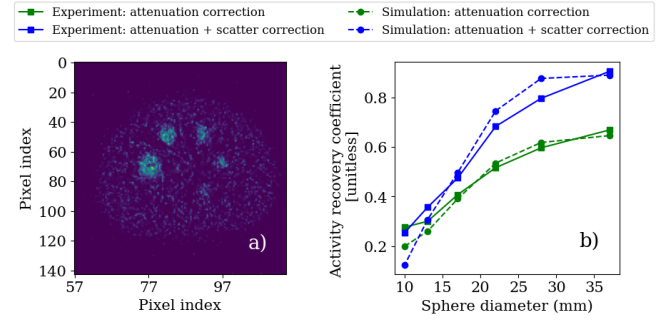 Experiment: attenuation correction
Simulation: attenuation correction
Experiment: attenuation + scatter correction
Simulation: attenuation + scatter correction
0
20
40
60
80
100
120
140
57
77
97
Pixel index
Pixel index
a)
Activity recovery coefficient
[unitless]
0.8
0.6
0.4
0.2
10
15
20
25
30
35
Sphere diameter (mm)
b)